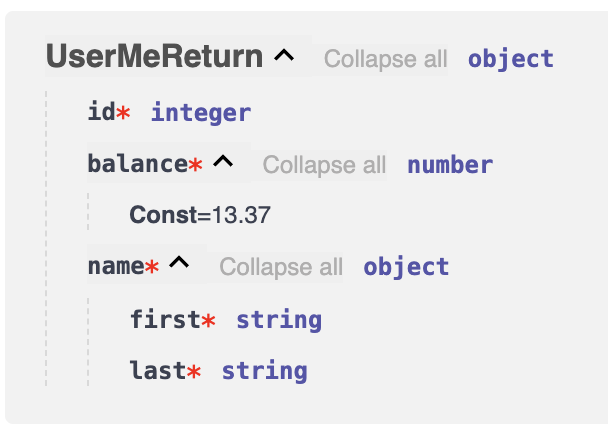 UserMeReturn Collapse all object
id* integer
balance* Collapse all number
Const=13.37
name* Collapse all object
first* string
last* string